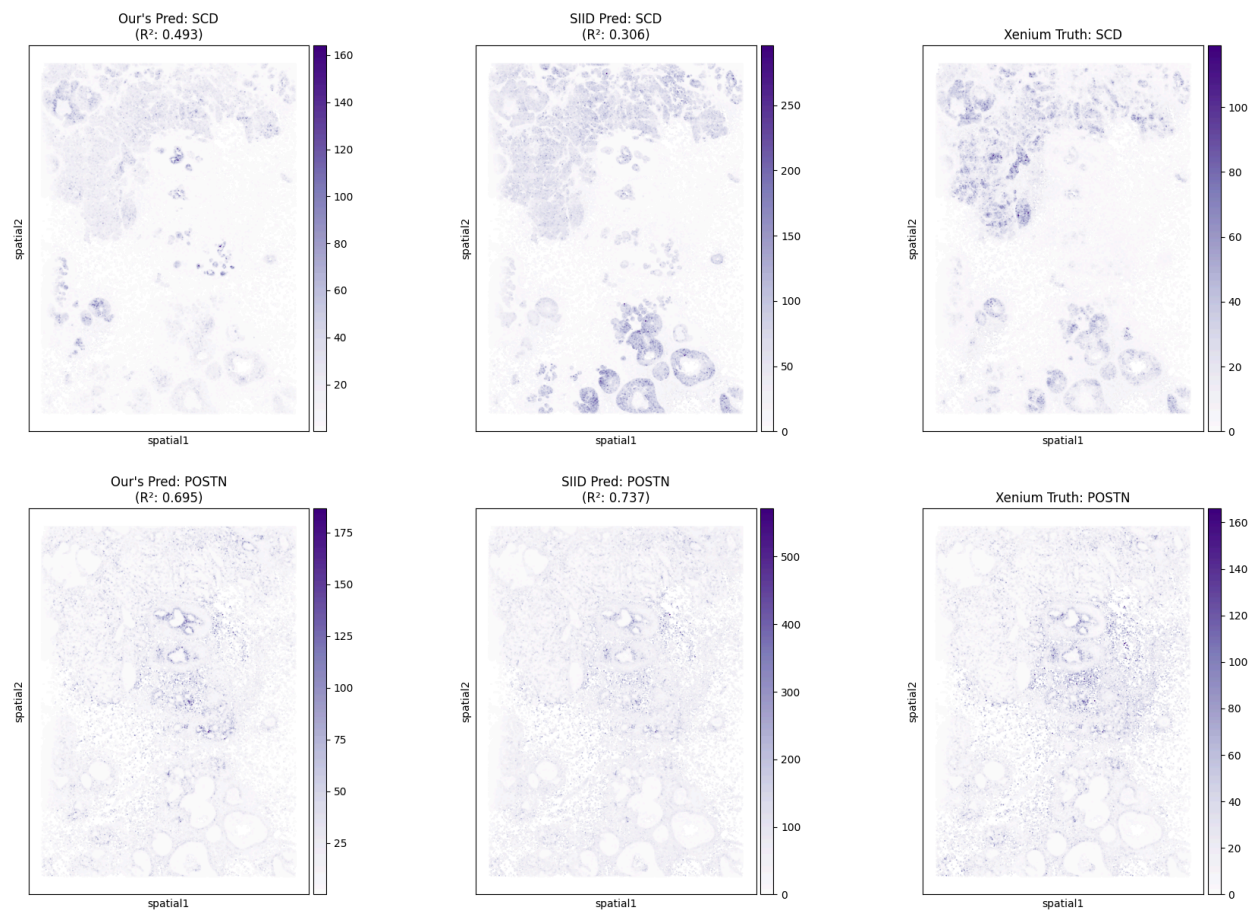 Our's Pred: SCD
(R²: 0.493)
SIID Pred: SCD
(R²: 0.306)
Xenium Truth: SCD
160
140
120
100
80
60
40
20
250
200
150
100
50
0
100
80
60
40
20
0
spatial2
spatial2
spatial2
spatial1
spatial1
spatial1
Our's Pred: POSTN
(R²: 0.695)
SIID Pred: POSTN
(R²: 0.737)
Xenium Truth: POSTN
175
150
125
100
75
50
25
500
400
300
200
100
0
160
140
120
100
80
60
40
20
0
spatial2
spatial2
spatial2
spatial1
spatial1
spatial1